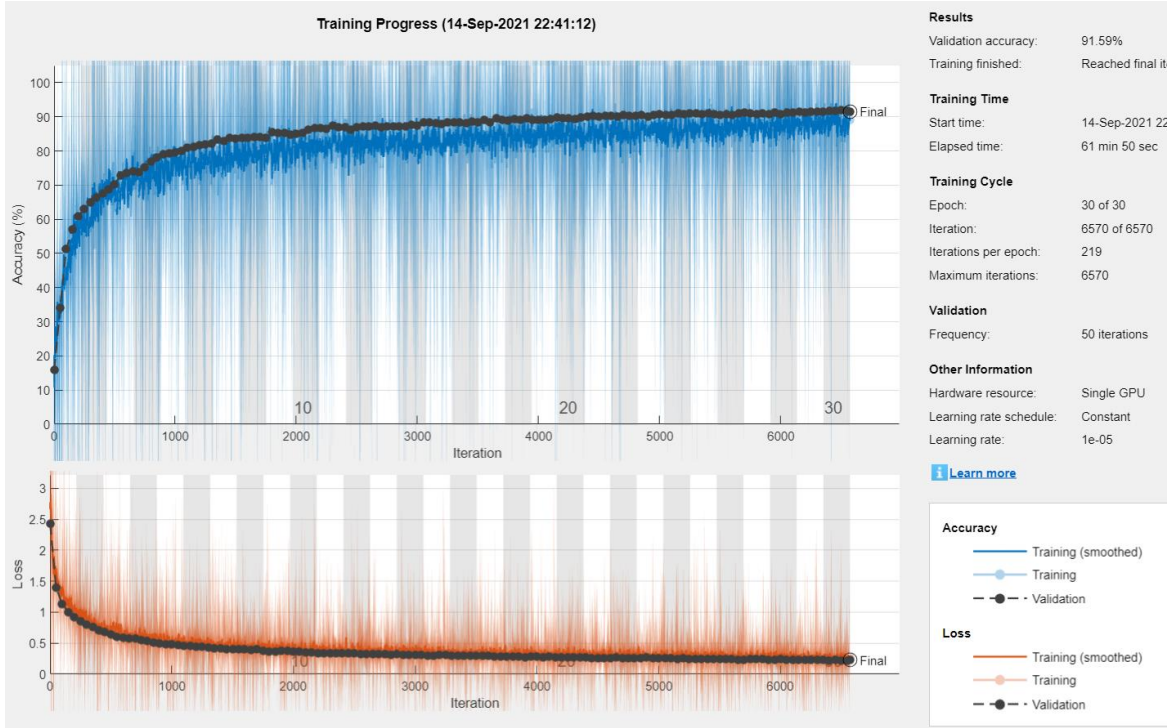 Training Progress (14-Sep-2021 22:41:12)
Accuracy (%)
100
90
80
70
60
50
40
30
20
10
0
Final
10
20
30
0
1000
2000
3000
4000
5000
6000
Iteration
Loss
3
2.5
2
1.5
1
0.5
0
Final
10
20
0
1000
2000
3000
4000
5000
6000
Iteration
Results
Validation accuracy: 91.59%
Training finished: Reached final it
Training Time
Start time: 14-Sep-2021 22
Elapsed time: 61 min 50 sec
Training Cycle
Epoch: 30 of 30
Iteration: 6570 of 6570
Iterations per epoch: 219
Maximum iterations: 6570
Validation
Frequency: 50 iterations
Other Information
Hardware resource: Single GPU
Learning rate schedule: Constant
Learning rate: 1e-05
i Learn more
Accuracy
Training (smoothed)
Training
Validation
Loss
Training (smoothed)
Training
Validation